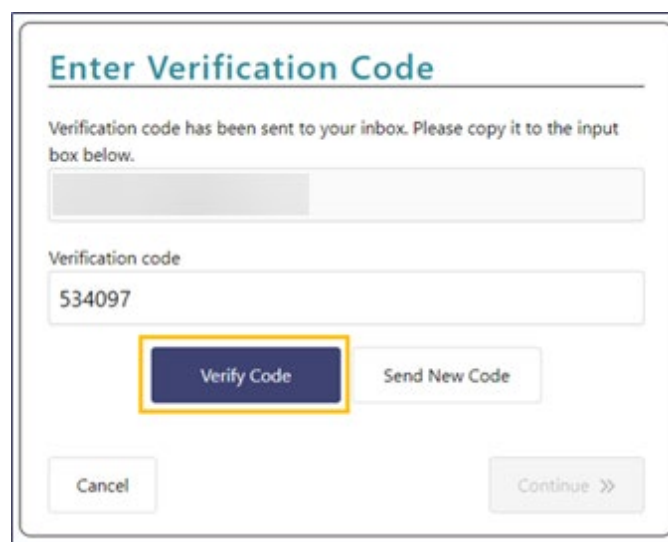 Enter Verification Code
Verification code has been sent to your inbox. Please copy it to the input
box below.
Verification code
534097
Verify Code
Send New Code
Cancel
Continue »